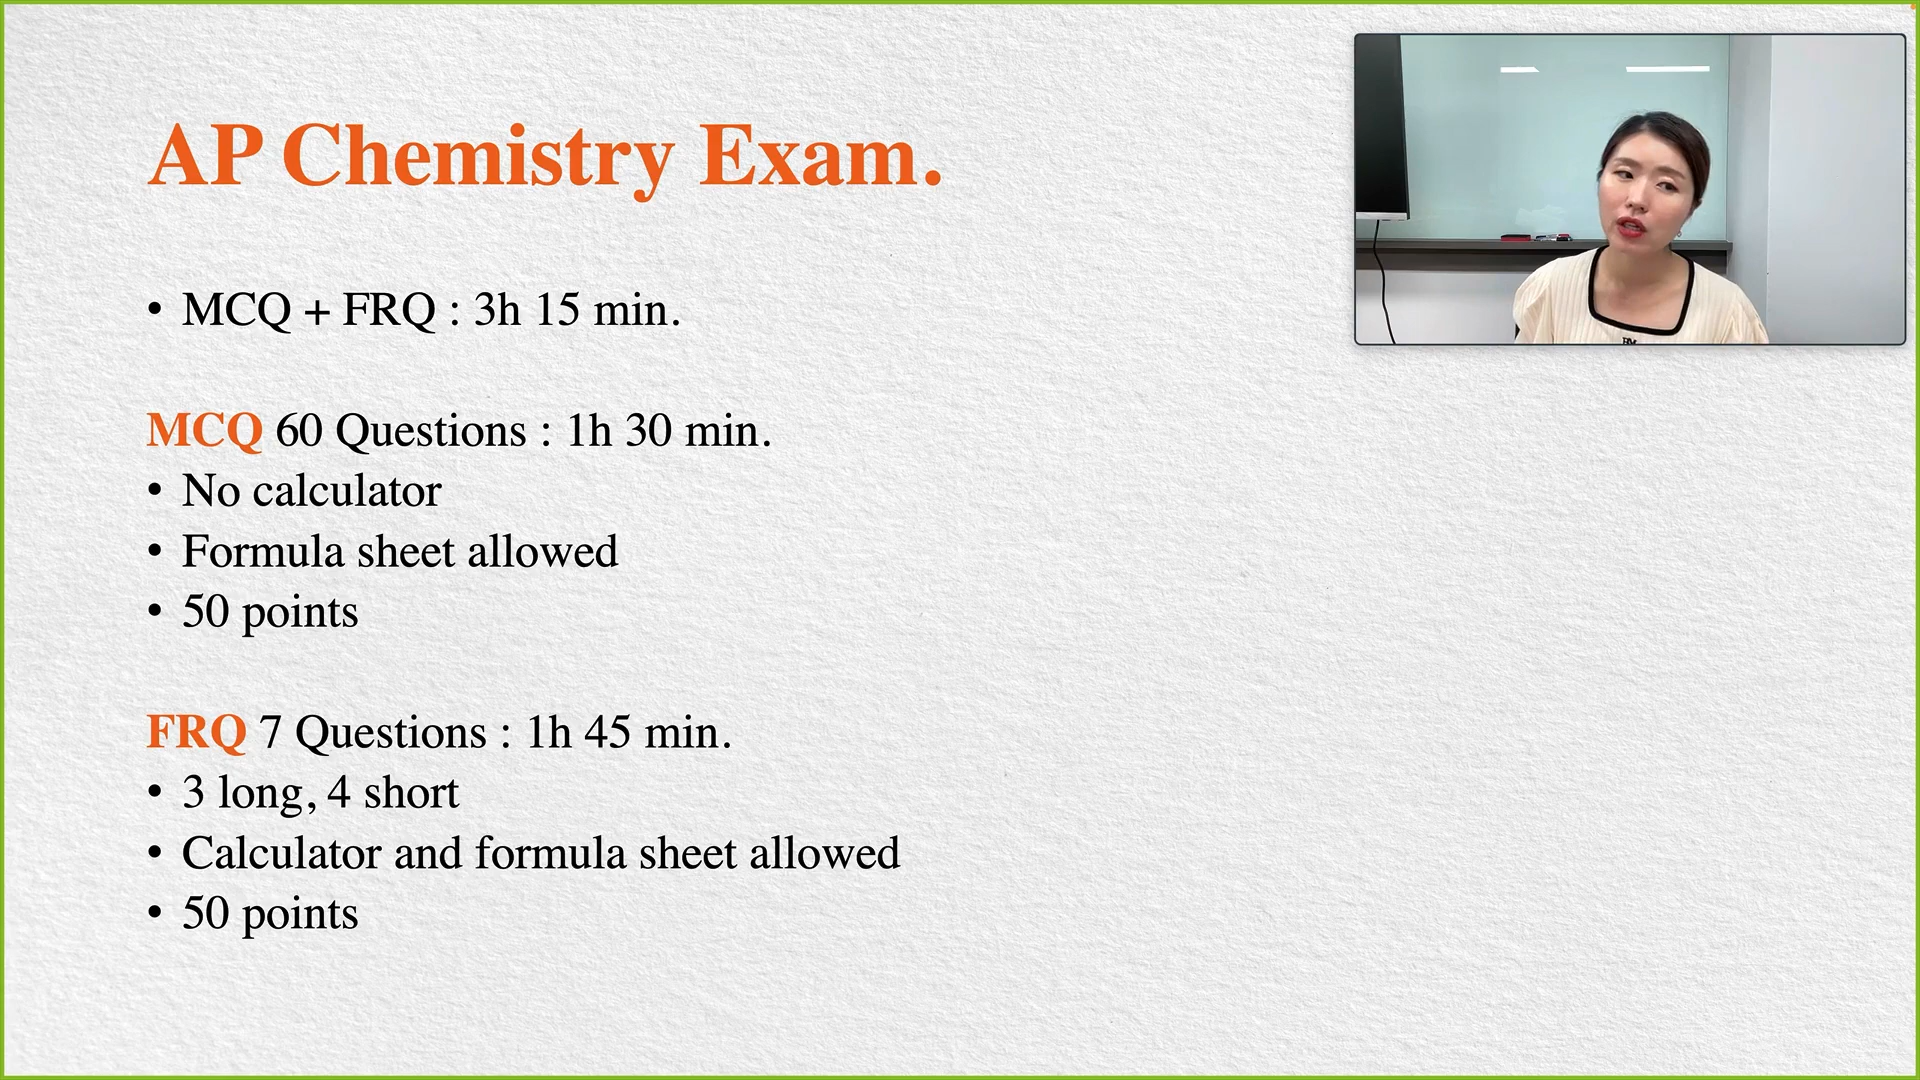 AP Chemistry Exam.
• MCQ + FRQ : 3h 15 min.
MCQ 60 Questions : 1h 30 min.
• No calculator
• Formula sheet allowed
• 50 points
FRQ 7 Questions : 1h 45 min.
• 3 long, 4 short
• Calculator and formula sheet allowed
• 50 points